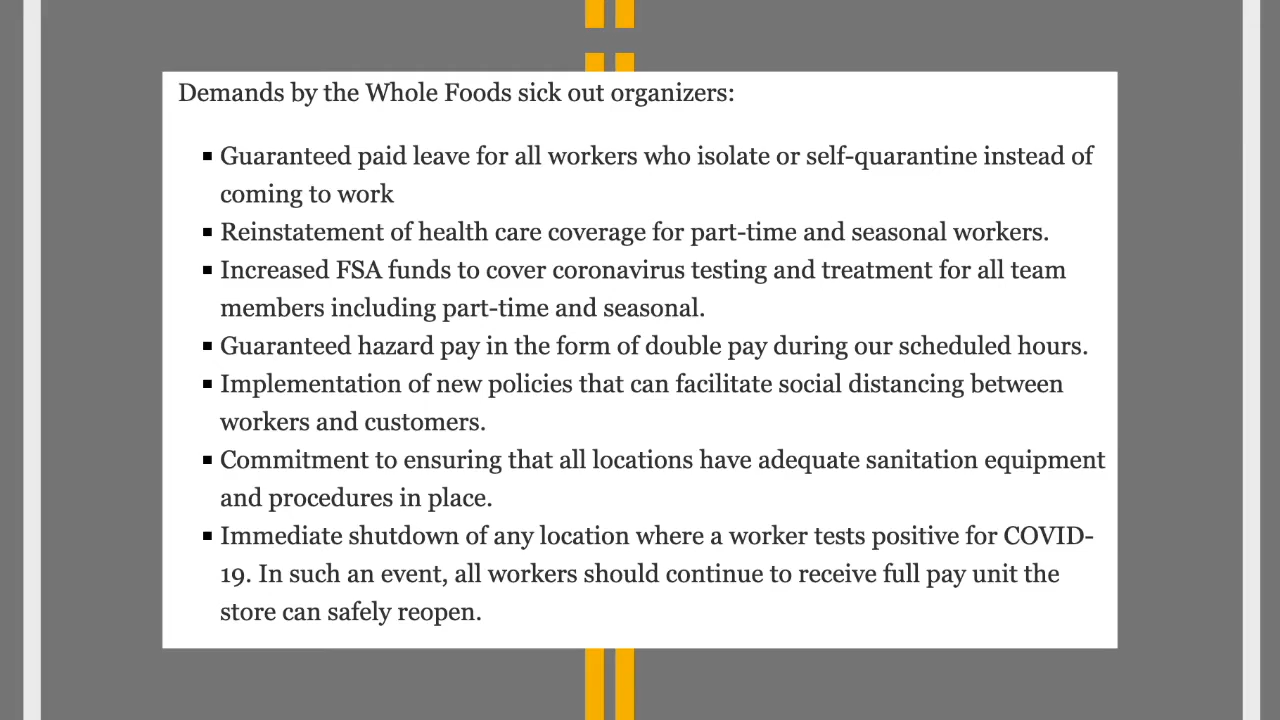 Demands by the Whole Foods sick out organizers:
▪ Guaranteed paid leave for all workers who isolate or self-quarantine instead of
coming to work
▪ Reinstatement of health care coverage for part-time and seasonal workers.
▪ Increased FSA funds to cover coronavirus testing and treatment for all team
members including part-time and seasonal.
▪ Guaranteed hazard pay in the form of double pay during our scheduled hours.
▪ Implementation of new policies that can facilitate social distancing between
workers and customers.
▪ Commitment to ensuring that all locations have adequate sanitation equipment
and procedures in place.
▪ Immediate shutdown of any location where a worker tests positive for COVID-
19. In such an event, all workers should continue to receive full pay unit the
store can safely reopen.